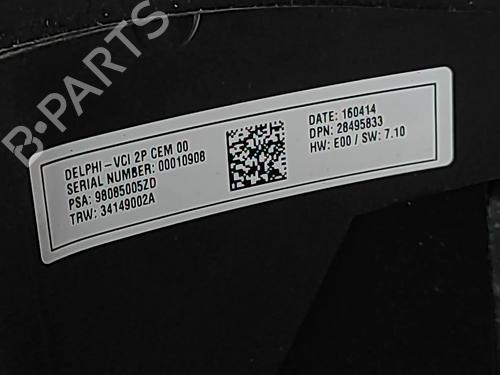 B-PARTS
DELPHI-VCI 2P CEM 00
SERIAL NUMBER: 00010908
PSA: 98085005ZD
TRW: 34149002A
DATE: 160414
DPN: 28495833
HW: E00 / SW: 7.10